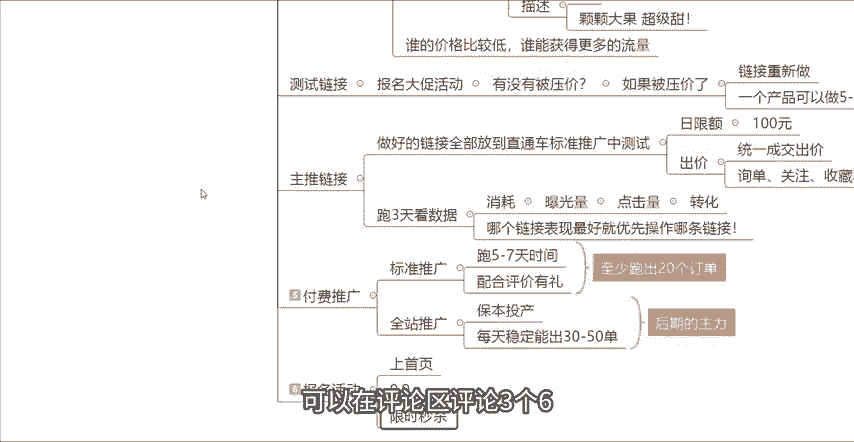 描述
颗颗大果 超级甜！
谁的价格比较低，谁能获得更多的流量
测试链接
报名大促活动
有没有被压价？
如果被压价了
链接重新做
一个产品可以做5-
主推链接
做好的链接全部放到直通车标准推广中测试
日限额
100元
出价
统一成交出价
询单、关注、收藏
跑3天看数据
消耗
曝光量
点击量
转化
哪个链接表现最好就优先操作哪条链接！
付费推广
标准推广
跑5-7天时间
配合评价有礼
至少跑出20个订单
全站推广
保本投产
每天稳定能出30-50单
后期的主力
报名活动
上首页
9.9
限时秒杀
可以在评论区评论3个6